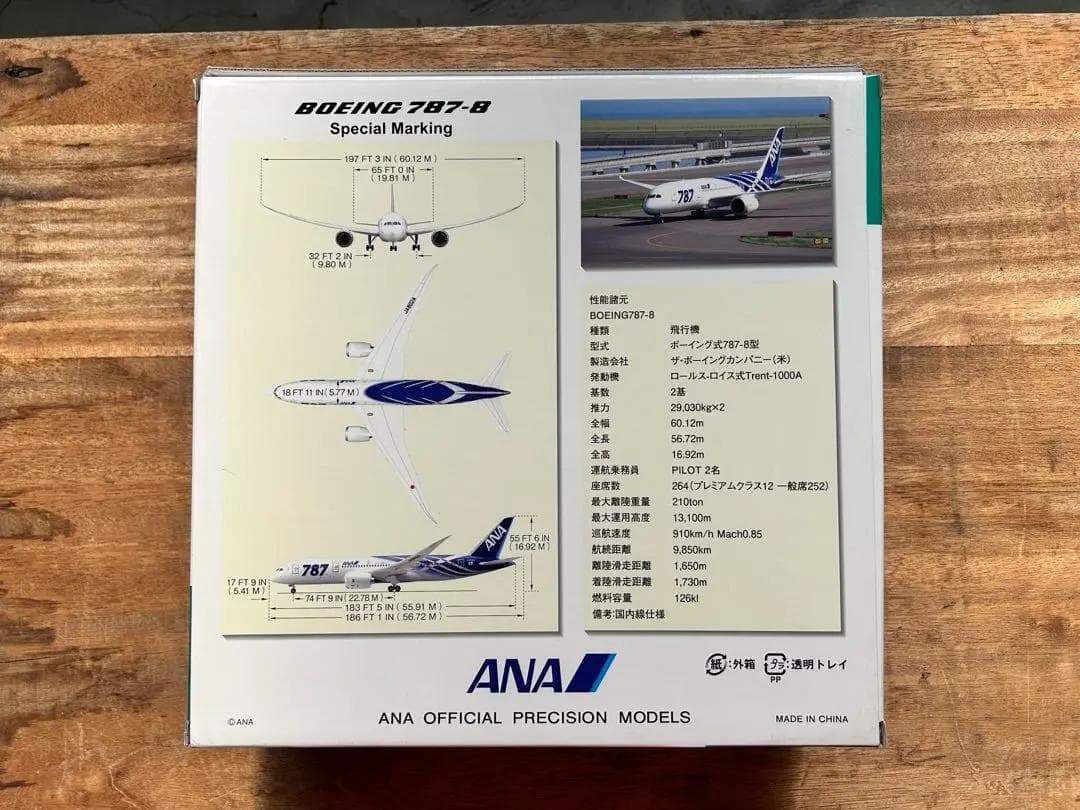 BOEING 787-8
Special Marking
197 FT 3 IN (60.12 M)
65 FT 0 IN
(19.81 M)
32 FT 2 IN
(9.80 M)
JA802A
18 FT 11 IN (5.77 M)
ANA
787
ANA
55 FT 6 IN
(16.92 M)
17 FT 9 IN
(5.41 M)
74 FT 9 IN (22.78 M)
183 FT 5 IN (55.91 M)
186 FT 1 IN (56.72 M)
ANA
787
ANA
性能諸元
BOEING787-8
種類 飛行機
型式 ボーイング式787-8型
製造会社 ザ・ボーイングカンパニー(米)
発動機 ロールス-ロイス式Trent-1000A
基数 2基
推力 29,030kg×2
全幅 60.12m
全長 56.72m
全高 16.92m
運航乗務員 PILOT 2名
座席数 264(プレミアムクラス12 一般席252)
最大離陸重量 210ton
最大運用高度 13,100m
巡航速度 910km/h Mach0.85
航続距離 9,850km
離陸滑走距離 1,650m
着陸滑走距離 1,730m
燃料容量 126kl
備考:国内線仕様
ANA
紙:外箱 プラ:透明トレイ
PP
©ANA
ANA OFFICIAL PRECISION MODELS
MADE IN CHINA